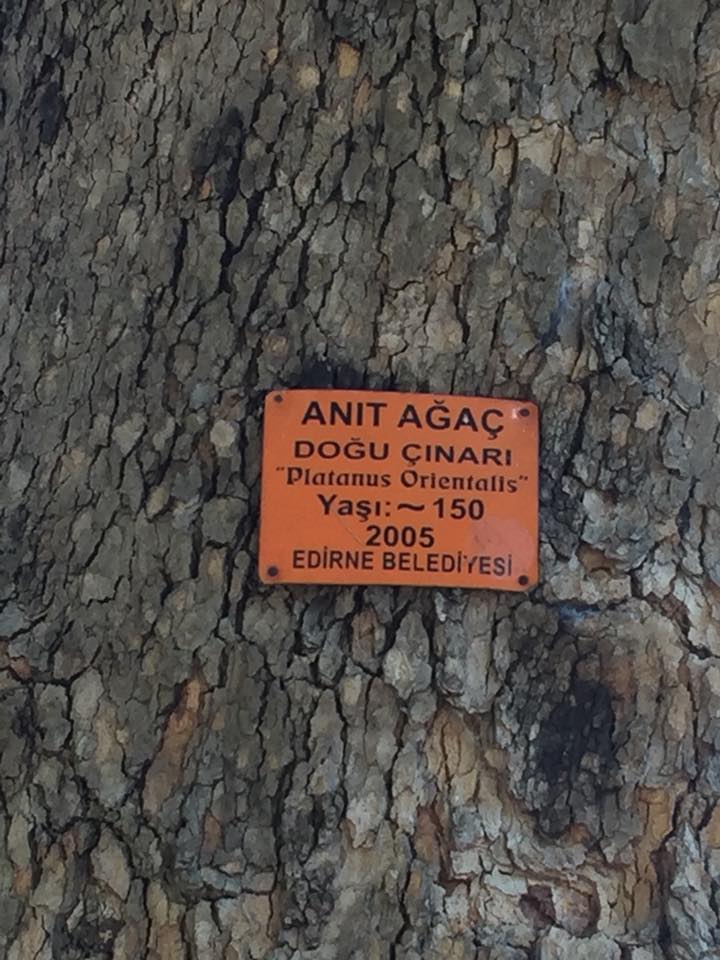 ANIT AĞAÇ
DOĞU ÇINARI
"Platanus Orientalis"
Yaşı:~150
2005
EDİRNE BELEDİYESİ